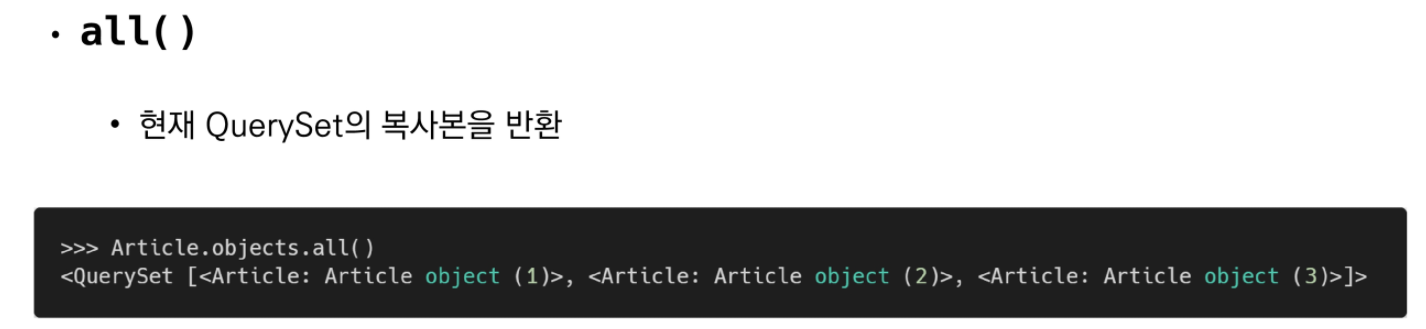 • all()
• 현재 QuerySet의 복사본을 반환
>>> Article.objects.all()
<QuerySet [<Article: Article object (1)>, <Article: Article object (2)>, <Article: Article object (3)>]>